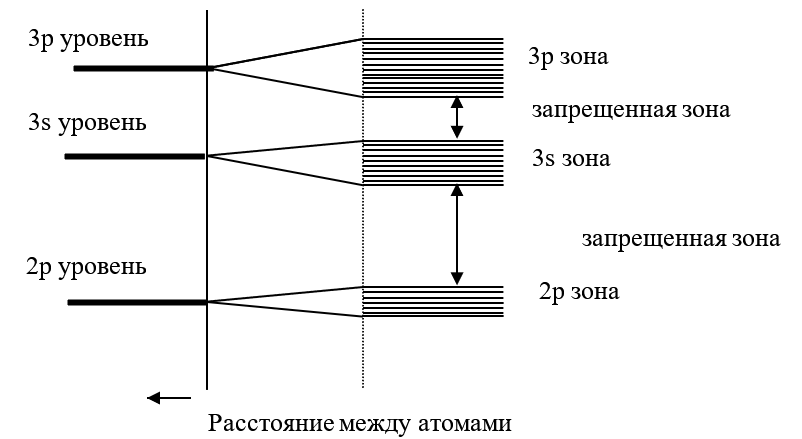 3p уровень
3p зона
запрещенная зона
3s уровень
3s зона
запрещенная зона
2p уровень
2p зона
Расстояние между атомами